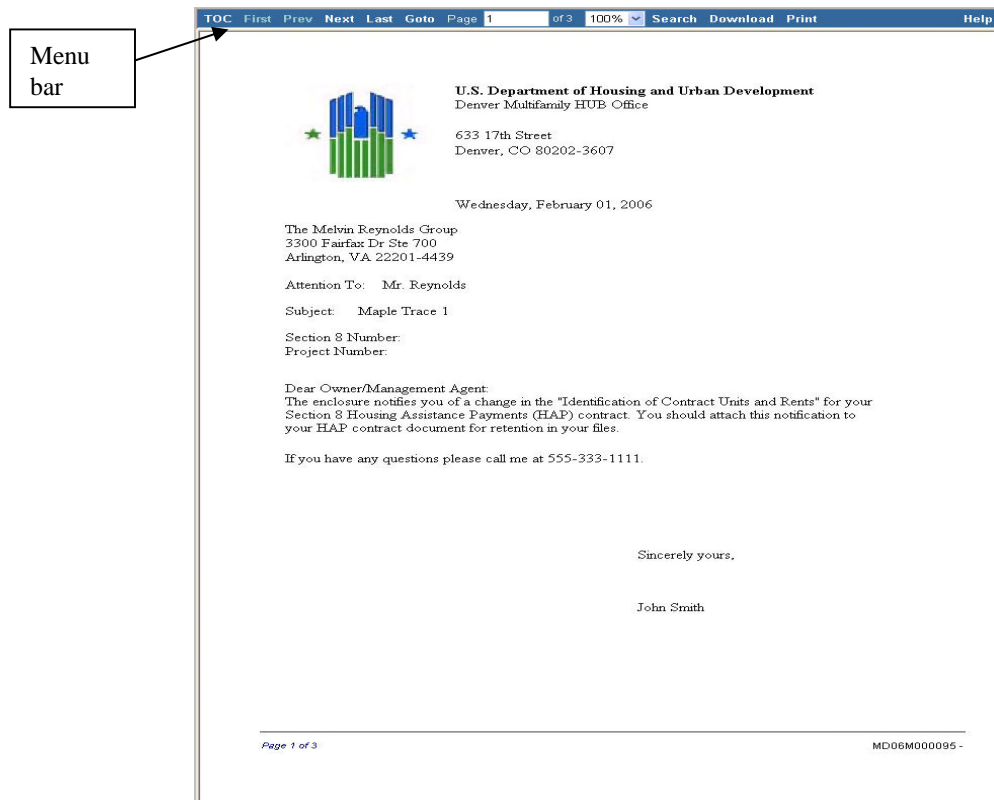 TOC First Prev Next Last Goto Page 1 of 3 100% Search Download Print Help
Menu
bar
U.S. Department of Housing and Urban Development
Denver Multifamily HUB Office
633 17th Street
Denver, CO 80202-3607
Wednesday, February 01, 2006
The Melvin Reynolds Group
3300 Fairfax Dr Ste 700
Arlington, VA 22201-4439
Attention To: Mr. Reynolds
Subject: Maple Trace 1
Section 8 Number:
Project Number:
Dear Owner/Management Agent:
The enclosure notifies you of a change in the "Identification of Contract Units and Rents" for your
Section 8 Housing Assistance Payments (HAP) contract. You should attach this notification to
your HAP contract document for retention in your files.
If you have any questions please call me at 555-333-1111.
Sincerely yours,
John Smith
Page 1 of 3 MD06M000095 -